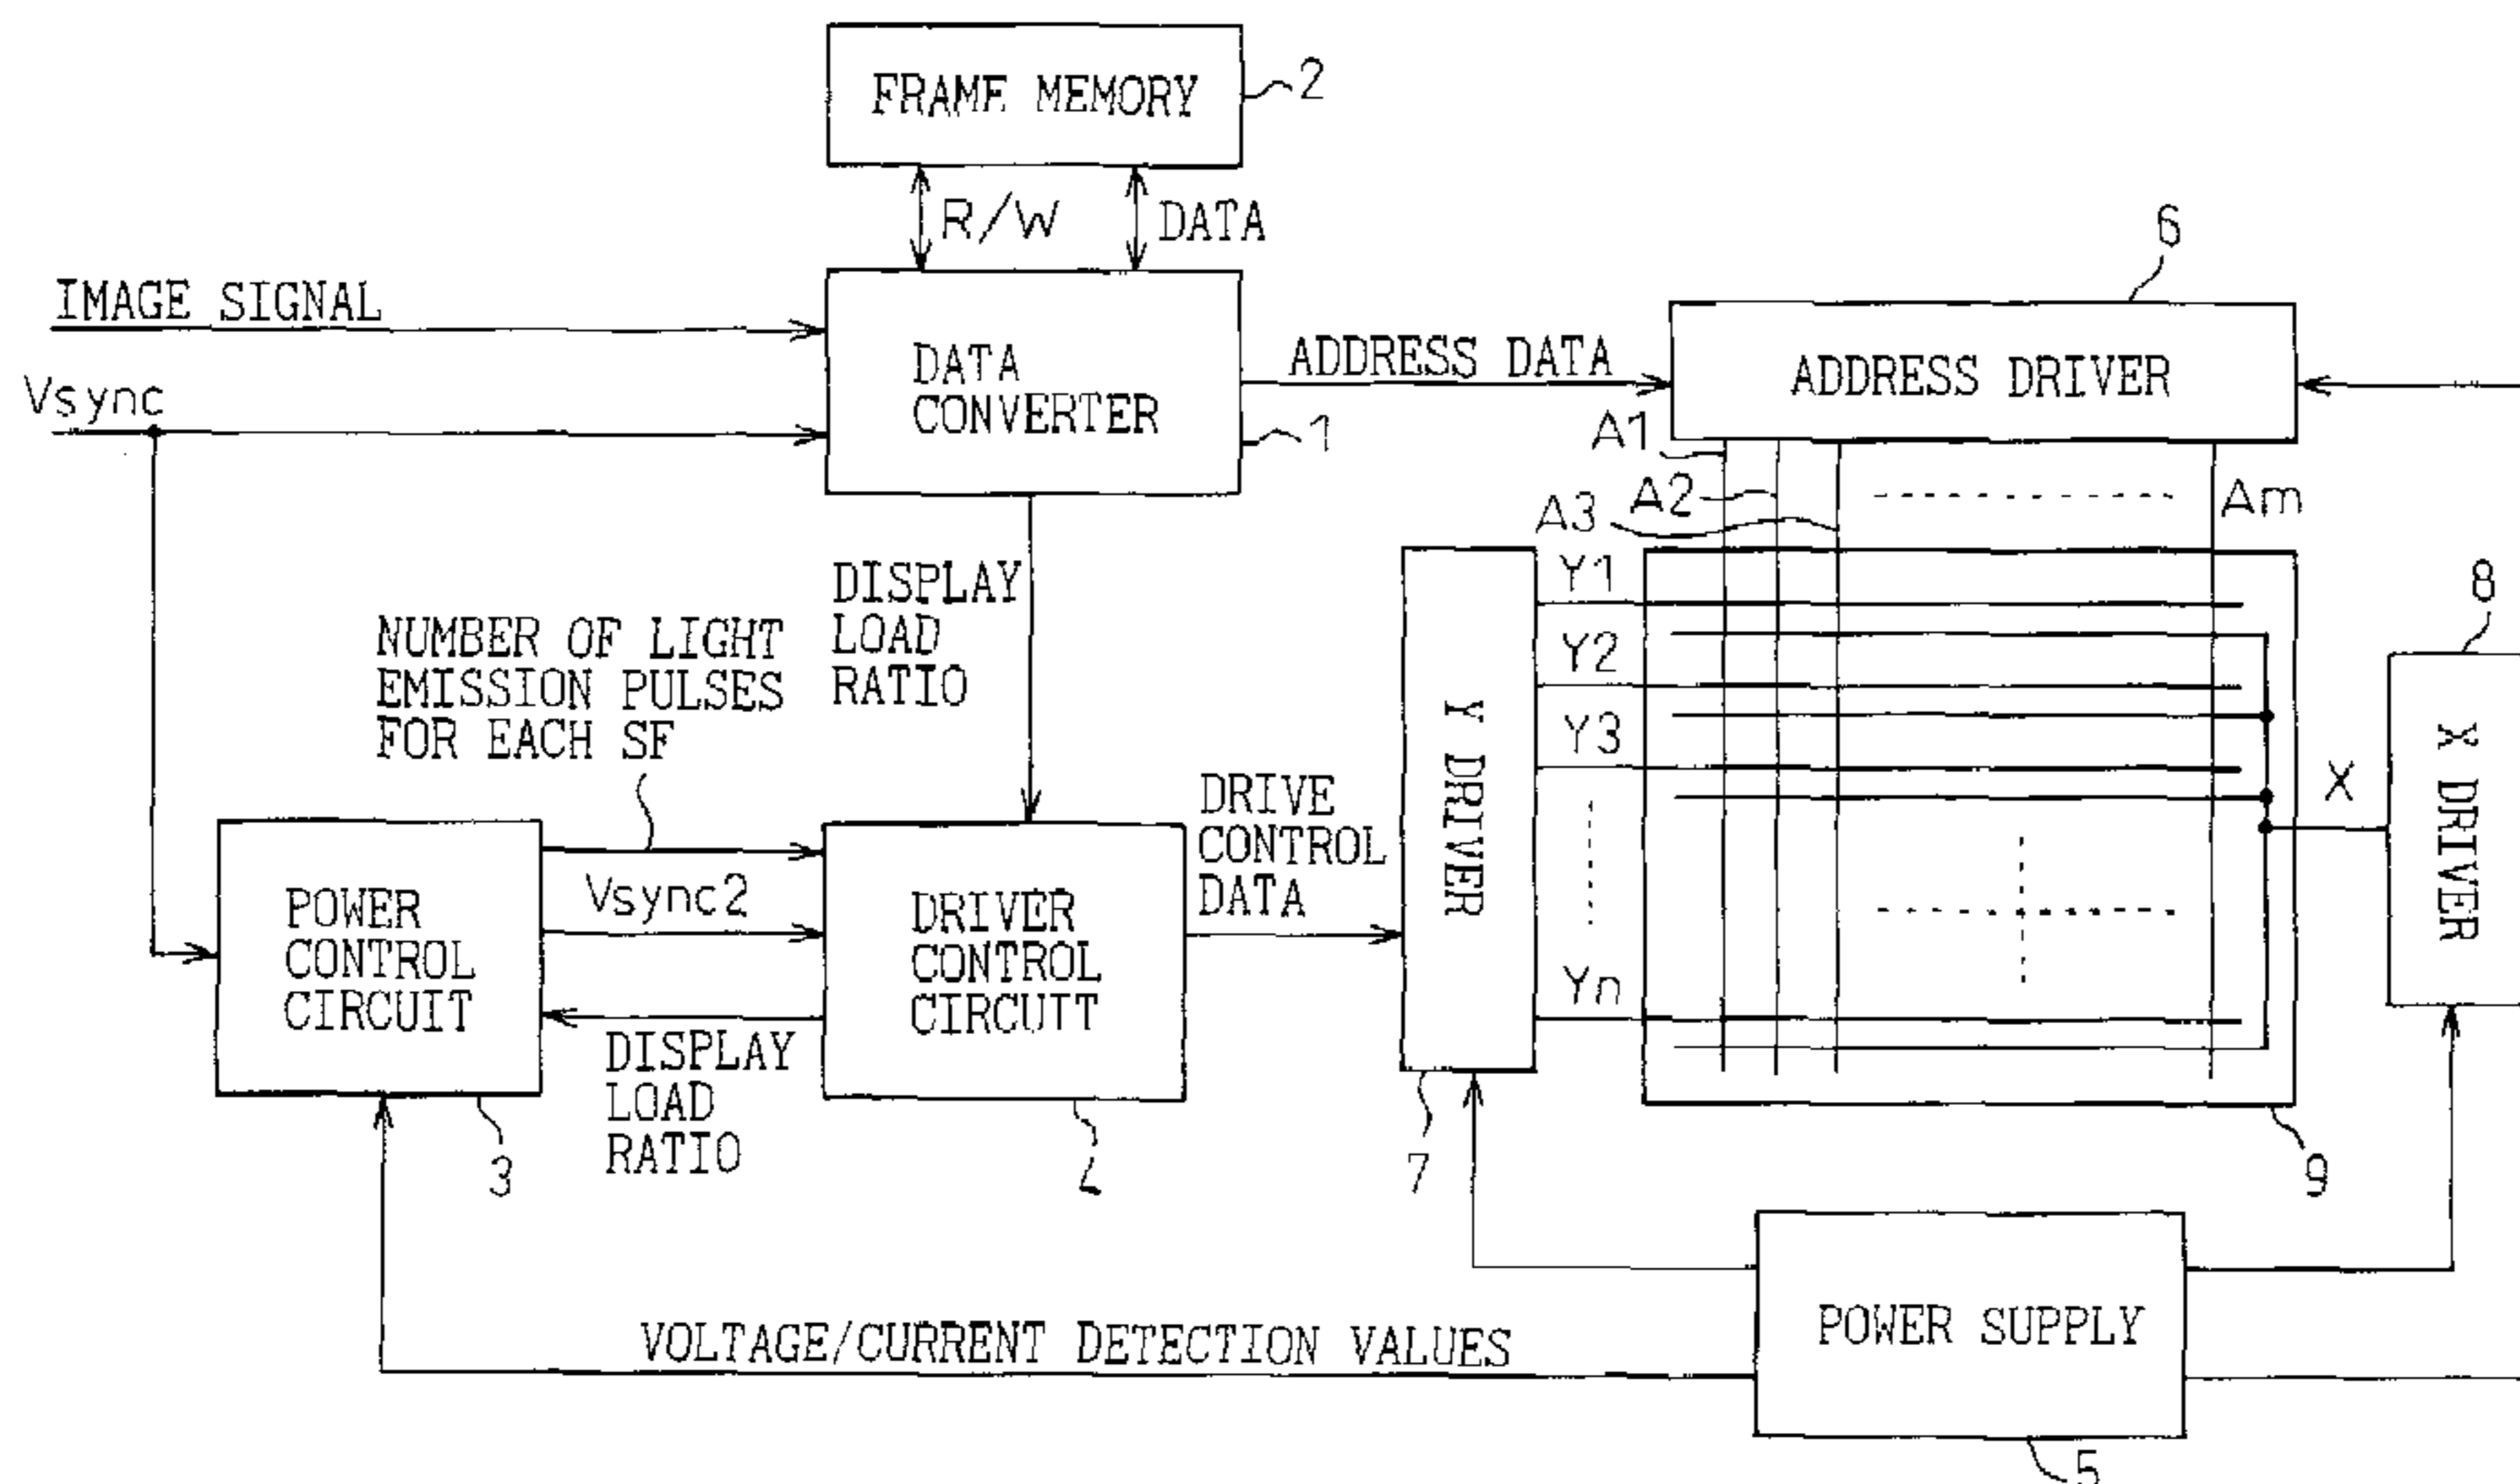 FRAME MEMORY
2
R/W
DATA
IMAGE SIGNAL
Vsync
DATA
CONVERTER
1
ADDRESS DATA
6
ADDRESS DRIVER
A1
A2
A3
Am
DISPLAY
LOAD
RATIO
NUMBER OF LIGHT
EMISSION PULSES
FOR EACH SF
Y1
Y2
Y3
Yn
Y DRIVER
8
X DRIVER
X
DRIVE
CONTROL
DATA
POWER
CONTROL
CIRCUIT
Vsync2
DRIVER
CONTROL
CIRCUIT
DISPLAY
LOAD
RATIO
3
4
7
9
VOLTAGE/CURRENT DETECTION VALUES
POWER SUPPLY
5